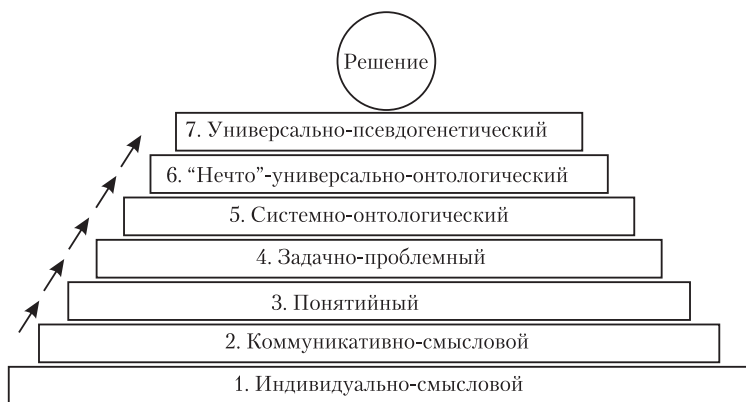 Решение
7. Универсально-псевдогенетический
6. “Нечто”-универсально-онтологический
5. Системно-онтологический
4. Задачно-проблемный
3. Понятийный
2. Коммуникативно-смысловой
1. Индивидуально-смысловой